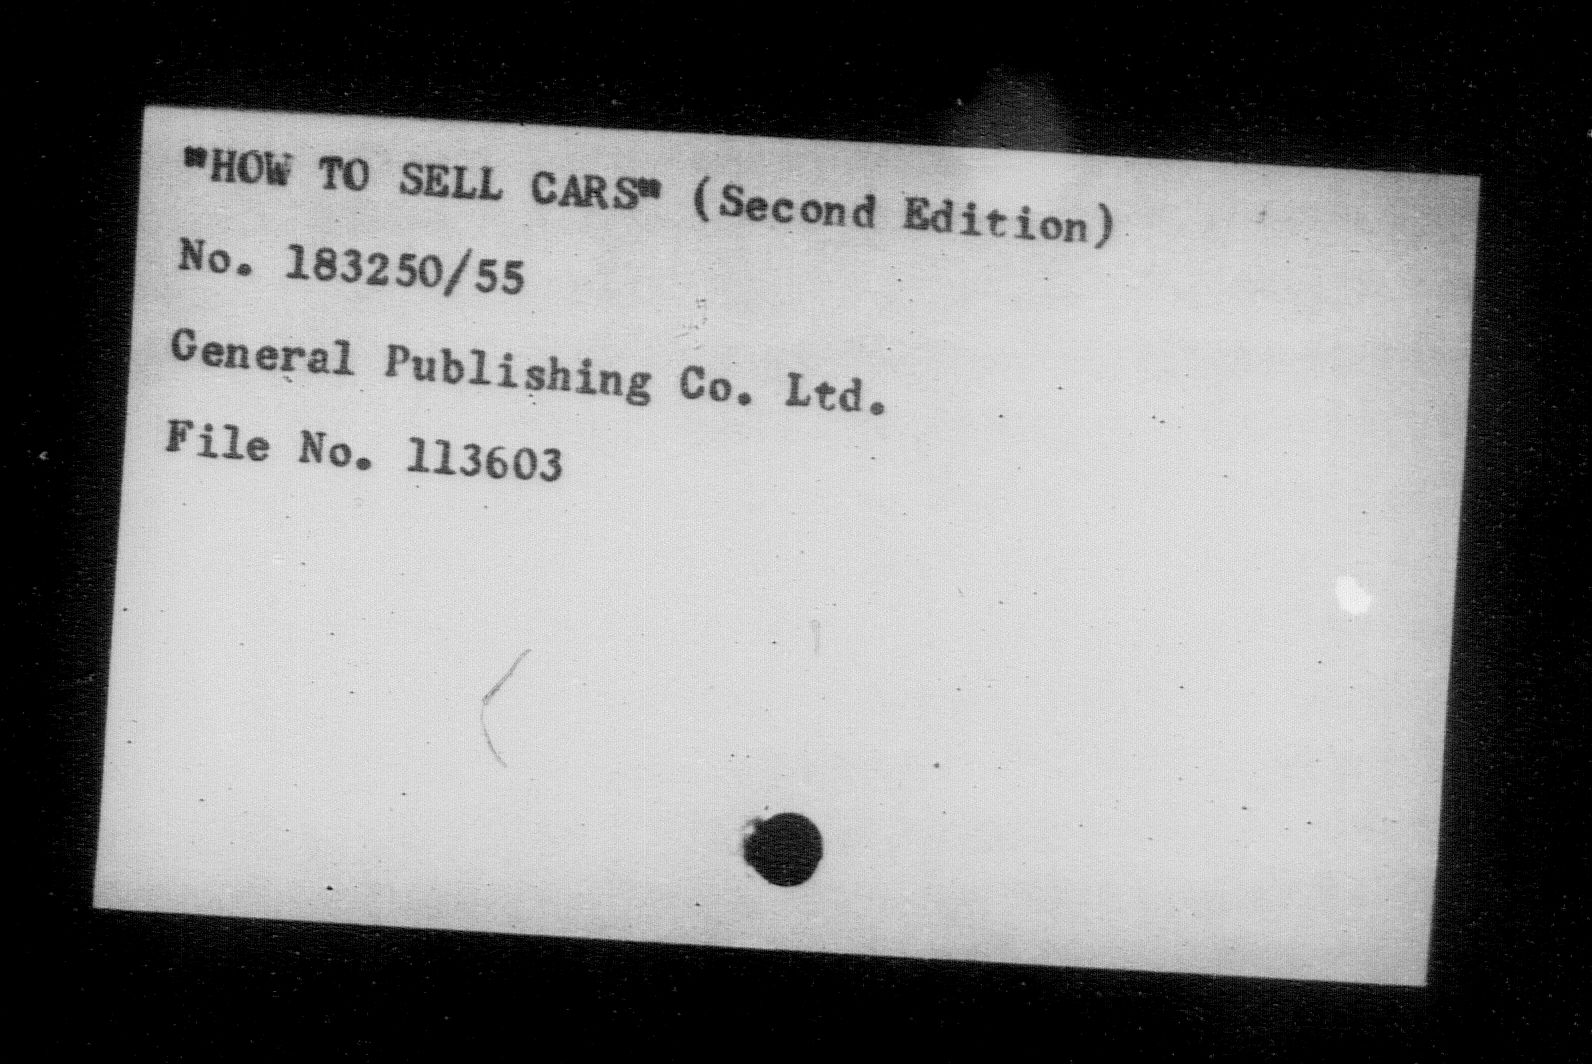 "HOW TO SELL CARS" (Second Edition)
No. 183250/55
General Publishing Co. Ltd.
File No. 113603